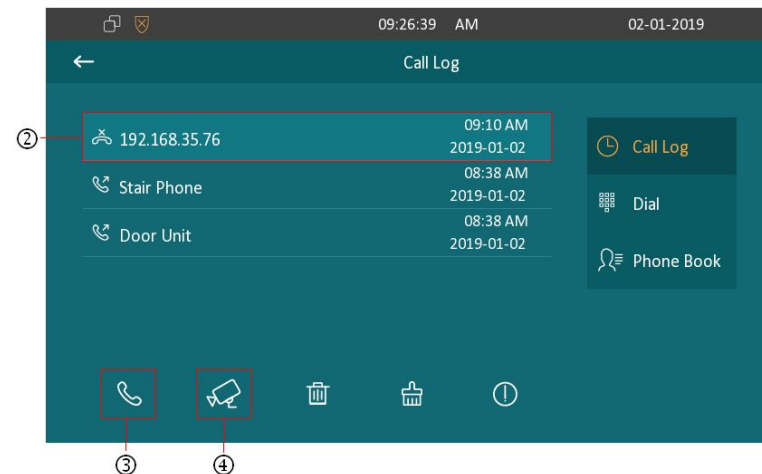 09:26:39 AM 02-01-2019
Call Log
② 192.168.35.76 09:10 AM
2019-01-02
Stair Phone 08:38 AM
2019-01-02
Door Unit 08:38 AM
2019-01-02
Call Log
Dial
Phone Book
③ ④